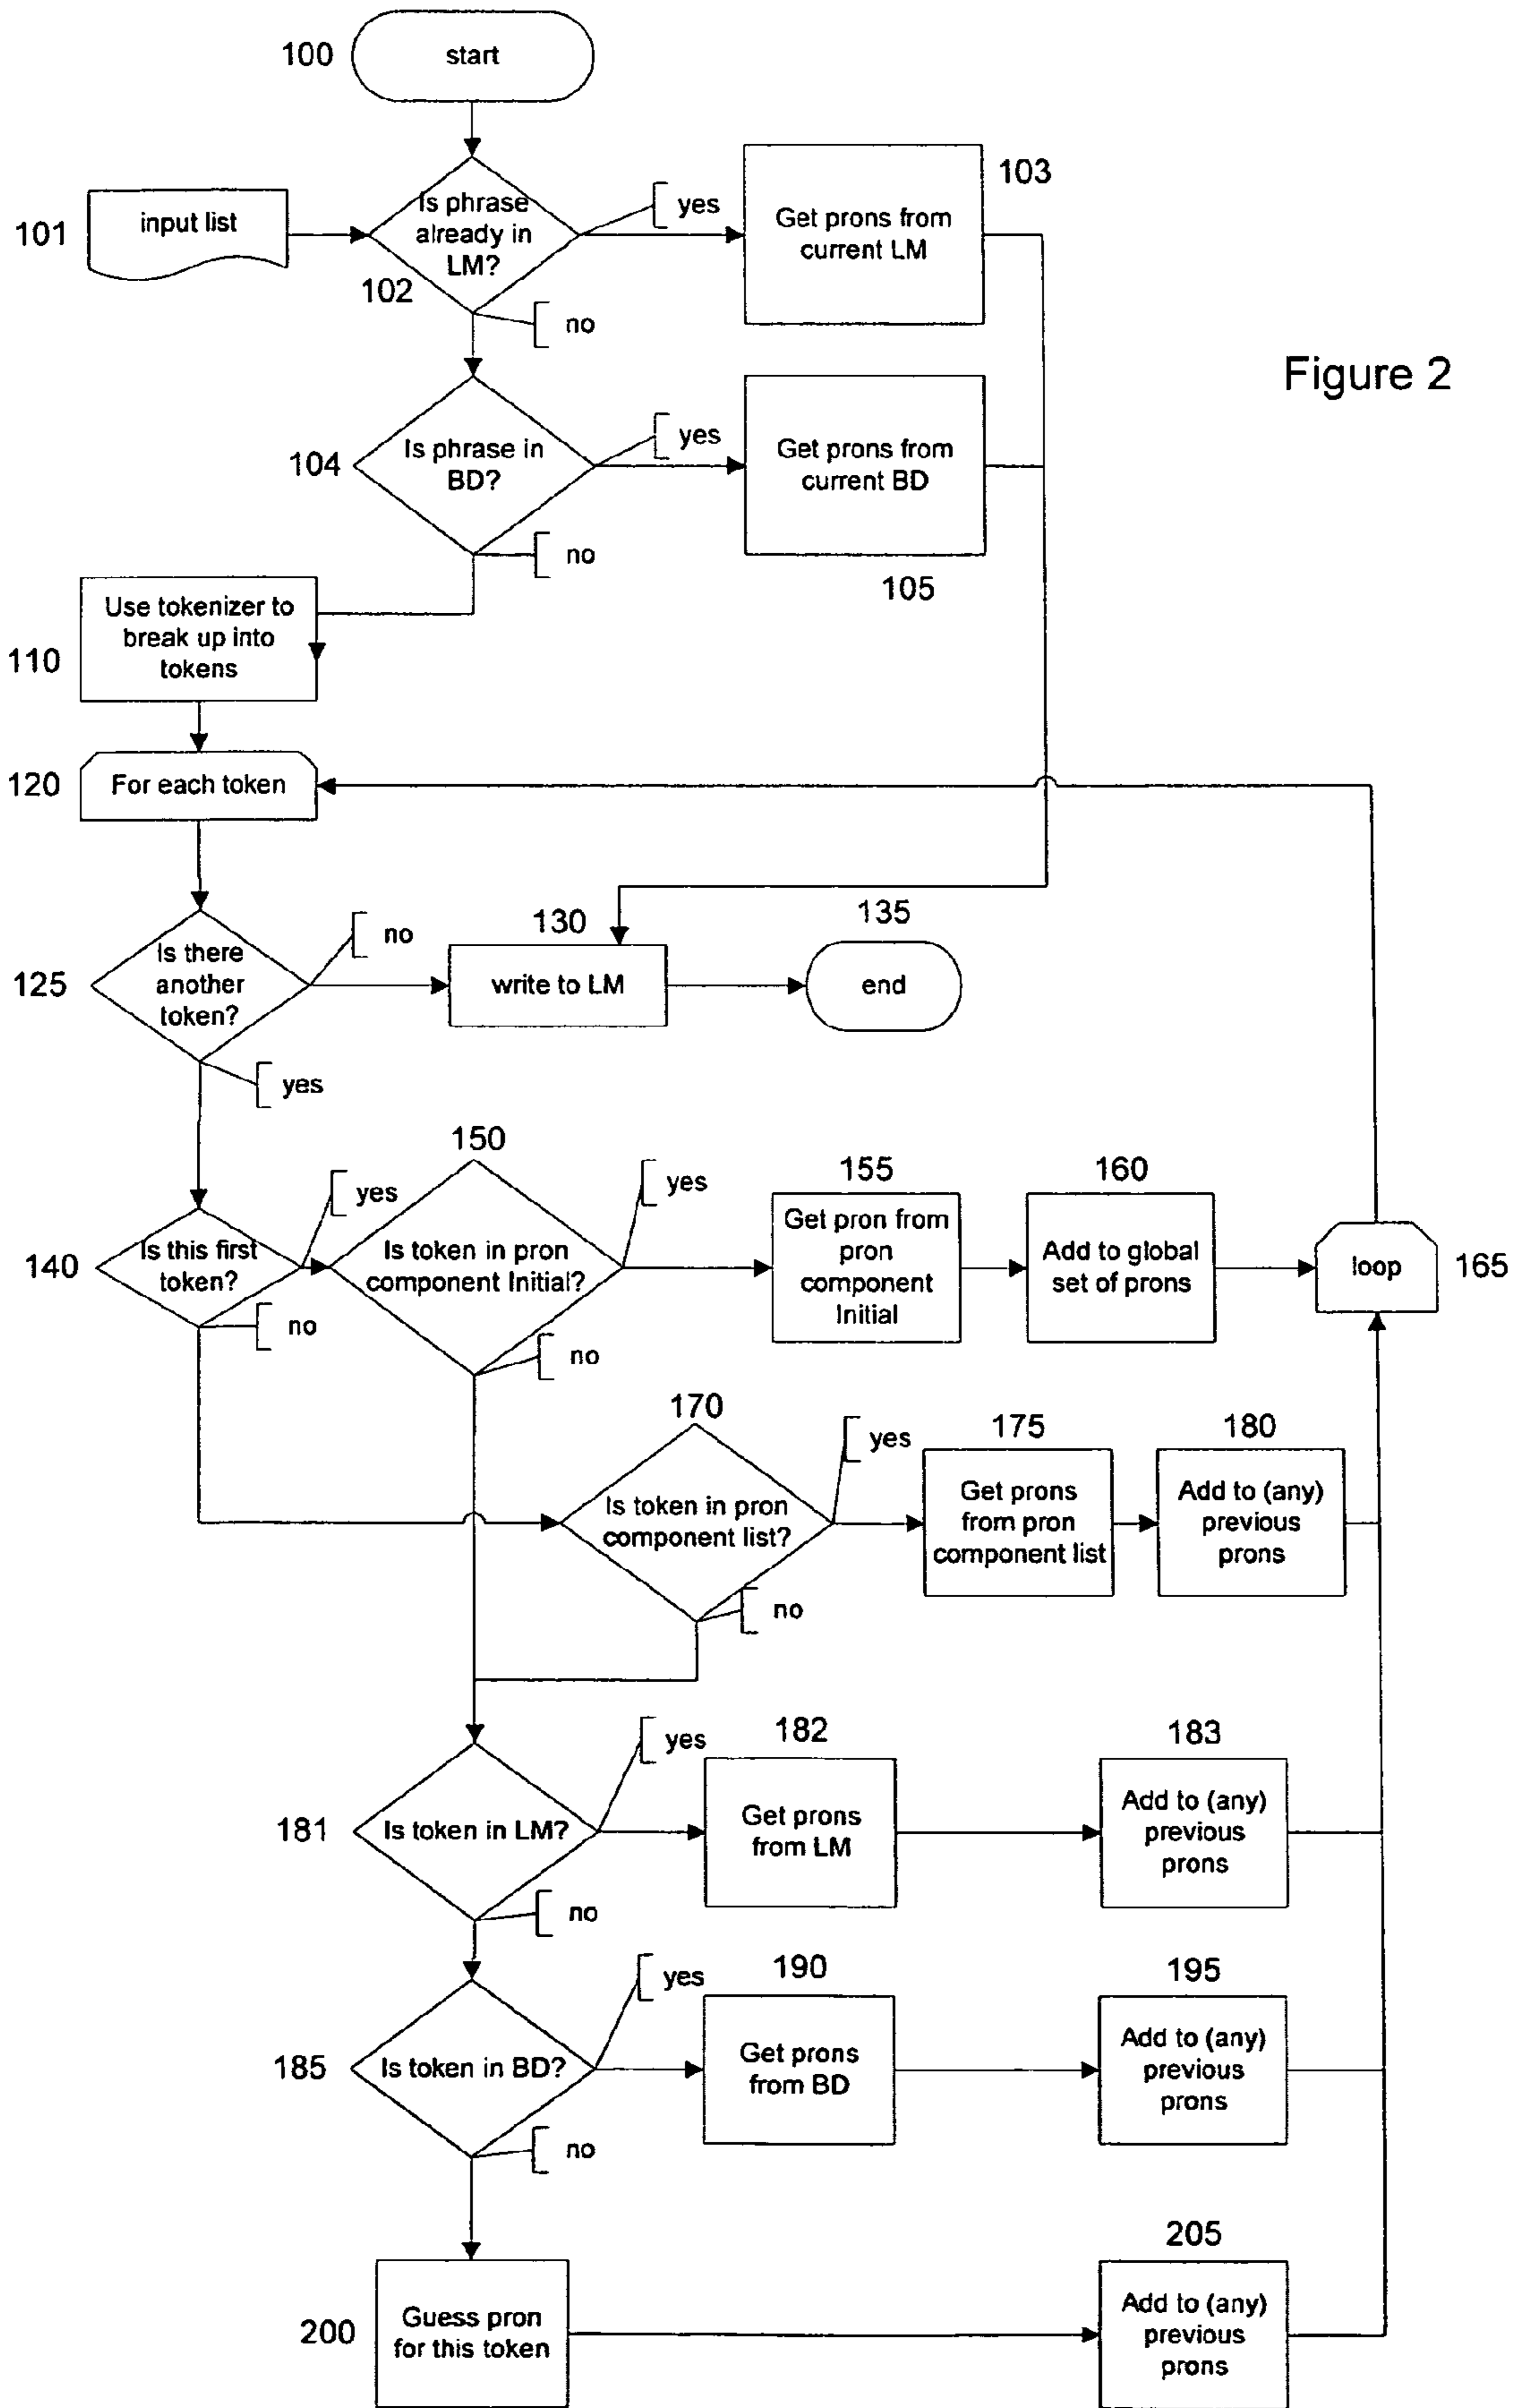 100
start
101
input list
Is phrase
already in
LM?
102
yes
no
Get prons from
current LM
103
Figure 2
104
Is phrase in
BD?
yes
no
Get prons from
current BD
105
110
Use tokenizer to
break up into
tokens
120
For each token
125
Is there
another
token?
no
yes
130
write to LM
135
end
140
Is this first
token?
yes
no
150
Is token in pron
component Initial?
yes
no
155
Get pron from
pron
component
Initial
160
Add to global
set of prons
loop
165
170
Is token in pron
component list?
yes
no
175
Get prons
from pron
component list
180
Add to (any)
previous
prons
181
Is token in LM?
yes
no
182
Get prons
from LM
183
Add to (any)
previous
prons
185
Is token in BD?
yes
no
190
Get prons
from BD
195
Add to (any)
previous
prons
200
Guess pron
for this token
205
Add to (any)
previous
prons